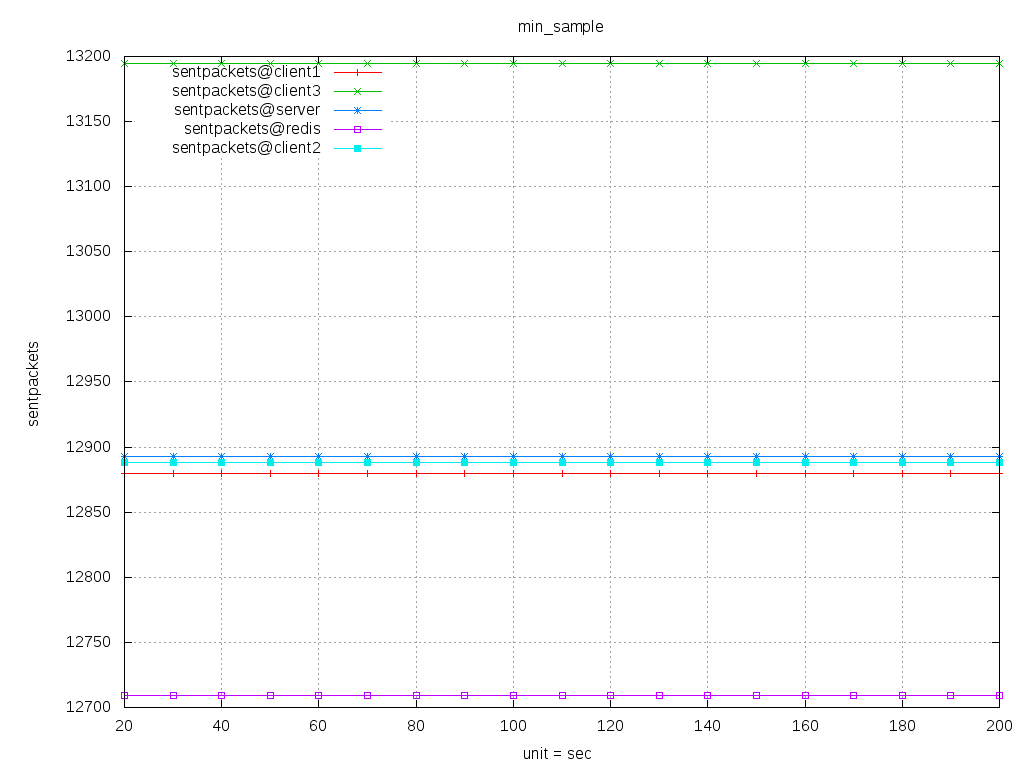 min_sample
13200
13150
13100
13050
13000
12950
12900
12850
12800
12750
12700
sentpackets
sentpackets@client1
sentpackets@client3
sentpackets@server
sentpackets@redis
sentpackets@client2
20 40 60 80 100 120 140 160 180 200
unit = sec